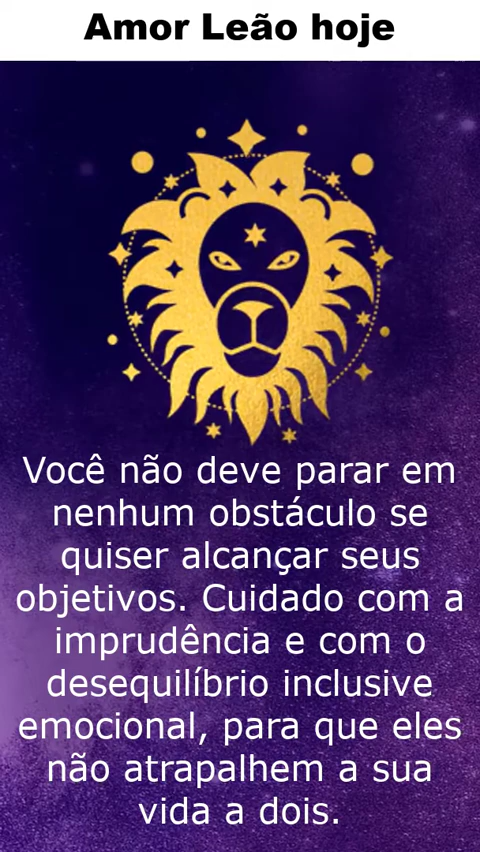 Amor Leão hoje
Você não deve parar em
nenhum obstáculo se
quiser alcançar seus
objetivos. Cuidado com a
imprudência e com o
desequilíbrio inclusive
emocional, para que eles
não atrapalhem a sua
vida a dois.